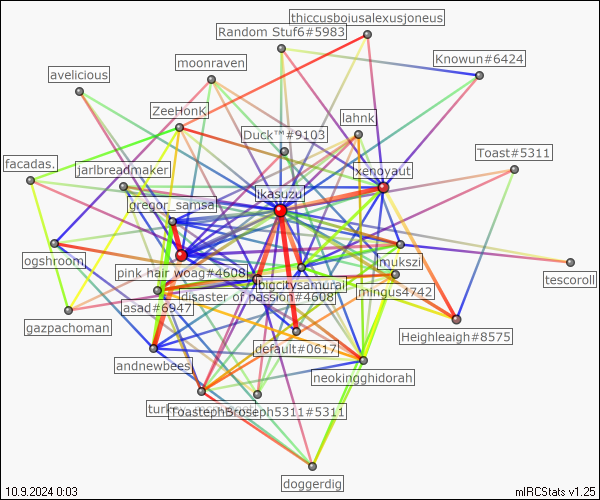 thiccusboiusalexusjoneus
Random Stuf6#5983
moonraven
Knowun#6424
avelicious
ZeeHonK
lahnk
Duck™#9103
Toast#5311
facadas.
jarlbreadmaker
xenoyaut
ikasuzu
gregor_samsa
ogshroom
mukszi
pink hair woag#4608
tescoroll
bigcitysamurai
mingus4742
disaster of passion#4608
asad#6947
gazpachoman
Heighleaigh#8575
default#0617
andnewbees
neokingghidorah
ToastephBroseph5311#5311
doggerdig
10.9.2024 0:03
mIRCStats v1.25